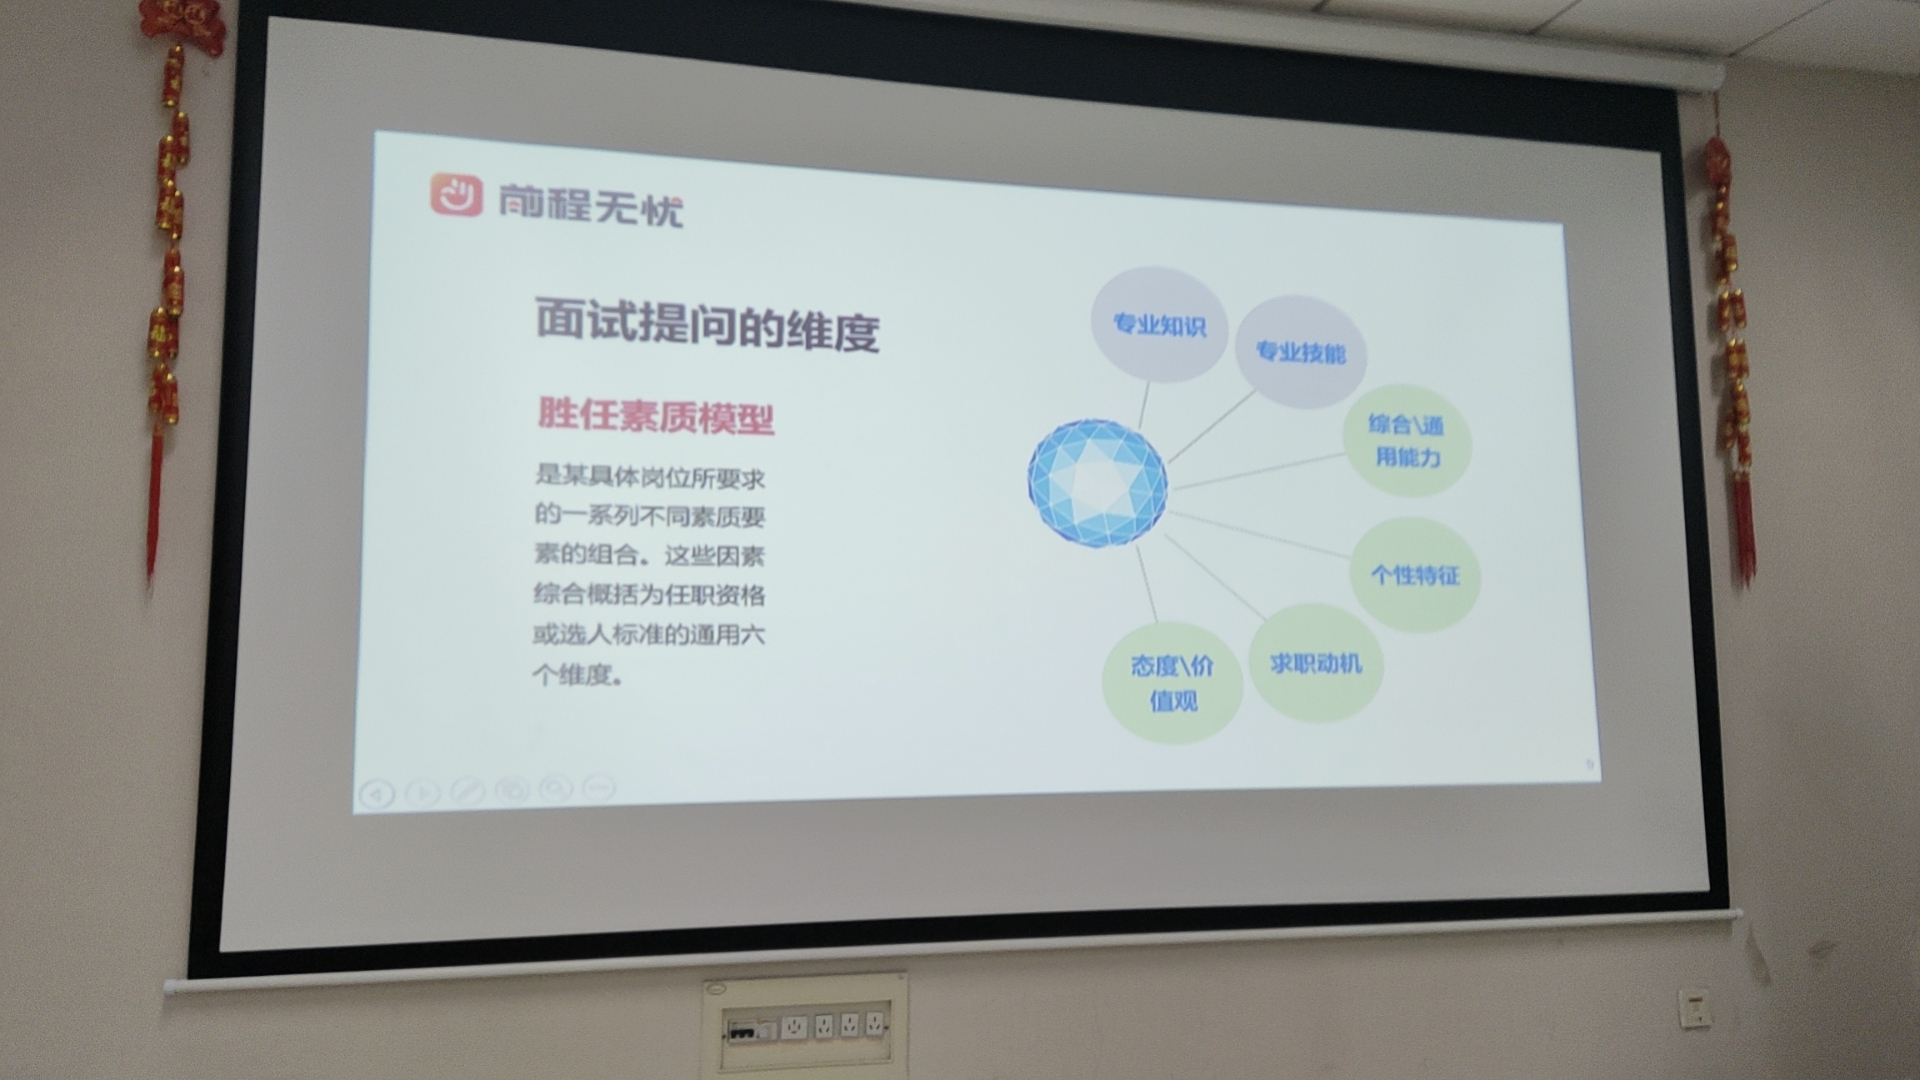 前程无忧
面试提问的维度
胜任素质模型
是某具体岗位所要求
的一系列不同素质要
素的组合。这些因素
综合概括为任职资格
或选人标准的通用六
个维度。
专业知识
专业技能
综合\通
用能力
个性特征
求职动机
态度\价
值观